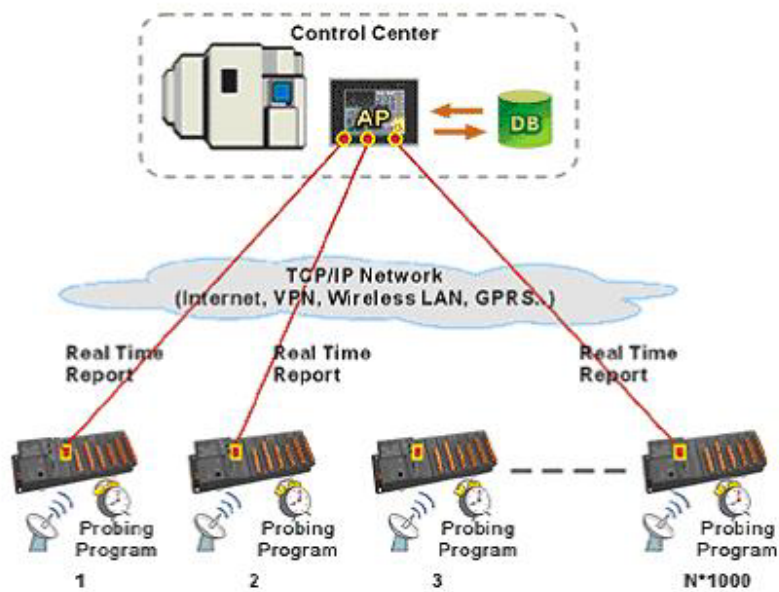 Control Center
AP
DB
TCP/IP Network
(Internet, VPN, Wireless LAN, GPRS..)
Real Time
Report
Real Time
Report
Real Time
Report
Probing
Program
1
Probing
Program
2
Probing
Program
3
Probing
Program
N*1000